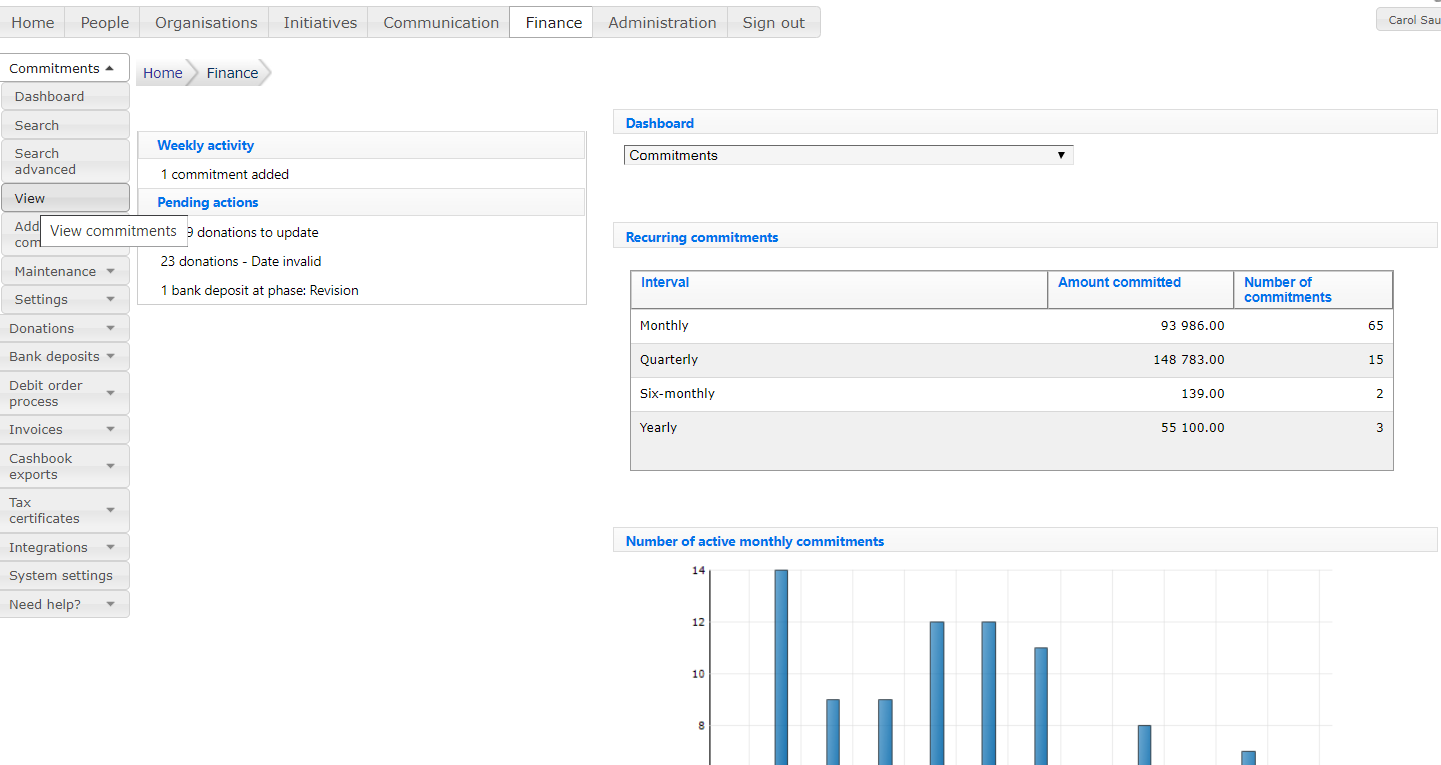 Home People Organisations Initiatives Communication Finance Administration Sign out
Carol Sau
Commitments
Dashboard
Search
Search
advanced
View
View commitments
Add
Maintenance
Settings
Donations
Bank deposits
Debit order
process
Invoices
Cashbook
exports
Tax
certificates
Integrations
System settings
Need help?
Home Finance
Weekly activity
1 commitment added
Pending actions
9 donations to update
23 donations - Date invalid
1 bank deposit at phase: Revision
Dashboard
Commitments
Recurring commitments
Interval Amount committed Number of
commitments
Monthly 93 986.00 65
Quarterly 148 783.00 15
Six-monthly 139.00 2
Yearly 55 100.00 3
Number of active monthly commitments
14
12
10
8